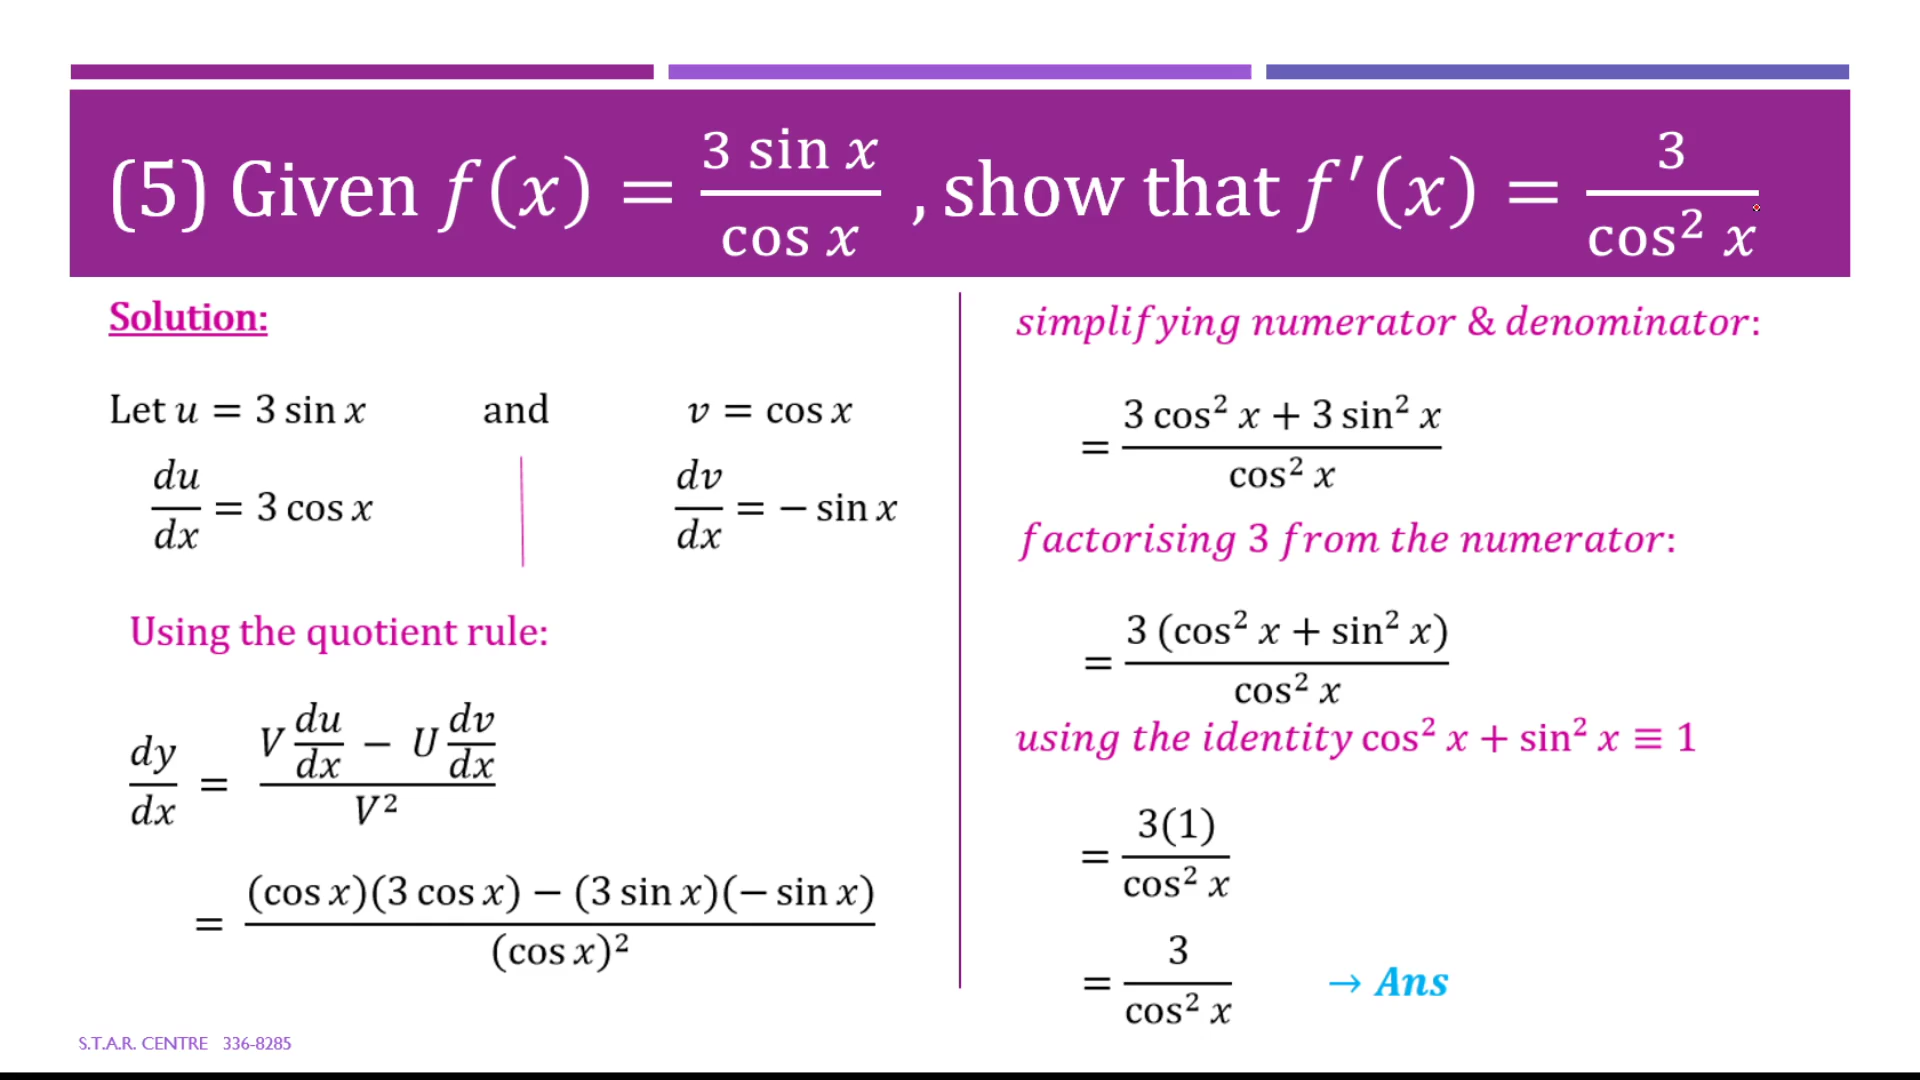 (5) Given f(x) = 3 sin x / cos x , show that f′(x) = 3 / cos² x
Solution:
Let u = 3 sin x and v = cos x
du/dx = 3 cos x dv/dx = − sin x
Using the quotient rule:
dy/dx = (V du/dx − U dv/dx) / V²
= ((cos x)(3 cos x) − (3 sin x)(− sin x)) / (cos x)²
simplifying numerator & denominator:
= (3 cos² x + 3 sin² x) / cos² x
factorising 3 from the numerator:
= 3 (cos² x + sin² x) / cos² x
using the identity cos² x + sin² x ≡ 1
= 3(1) / cos² x
= 3 / cos² x → Ans
S.T.A.R. CENTRE 336-8285